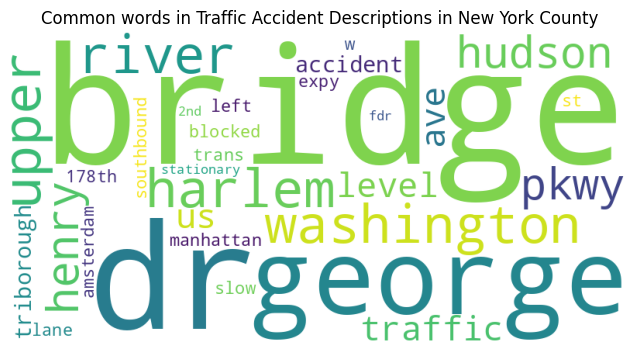 Common words in Traffic Accident Descriptions in New York County
bridge
river
w
accident
expy
hudson
upper
southbound
2nd
left
blocked
fdr
ave
st
trans
stationary
178th
harlem
level
pkwy
henry
us
washington
manhattan
triborough
amsterdam
dr
george
slow
lane
traffic